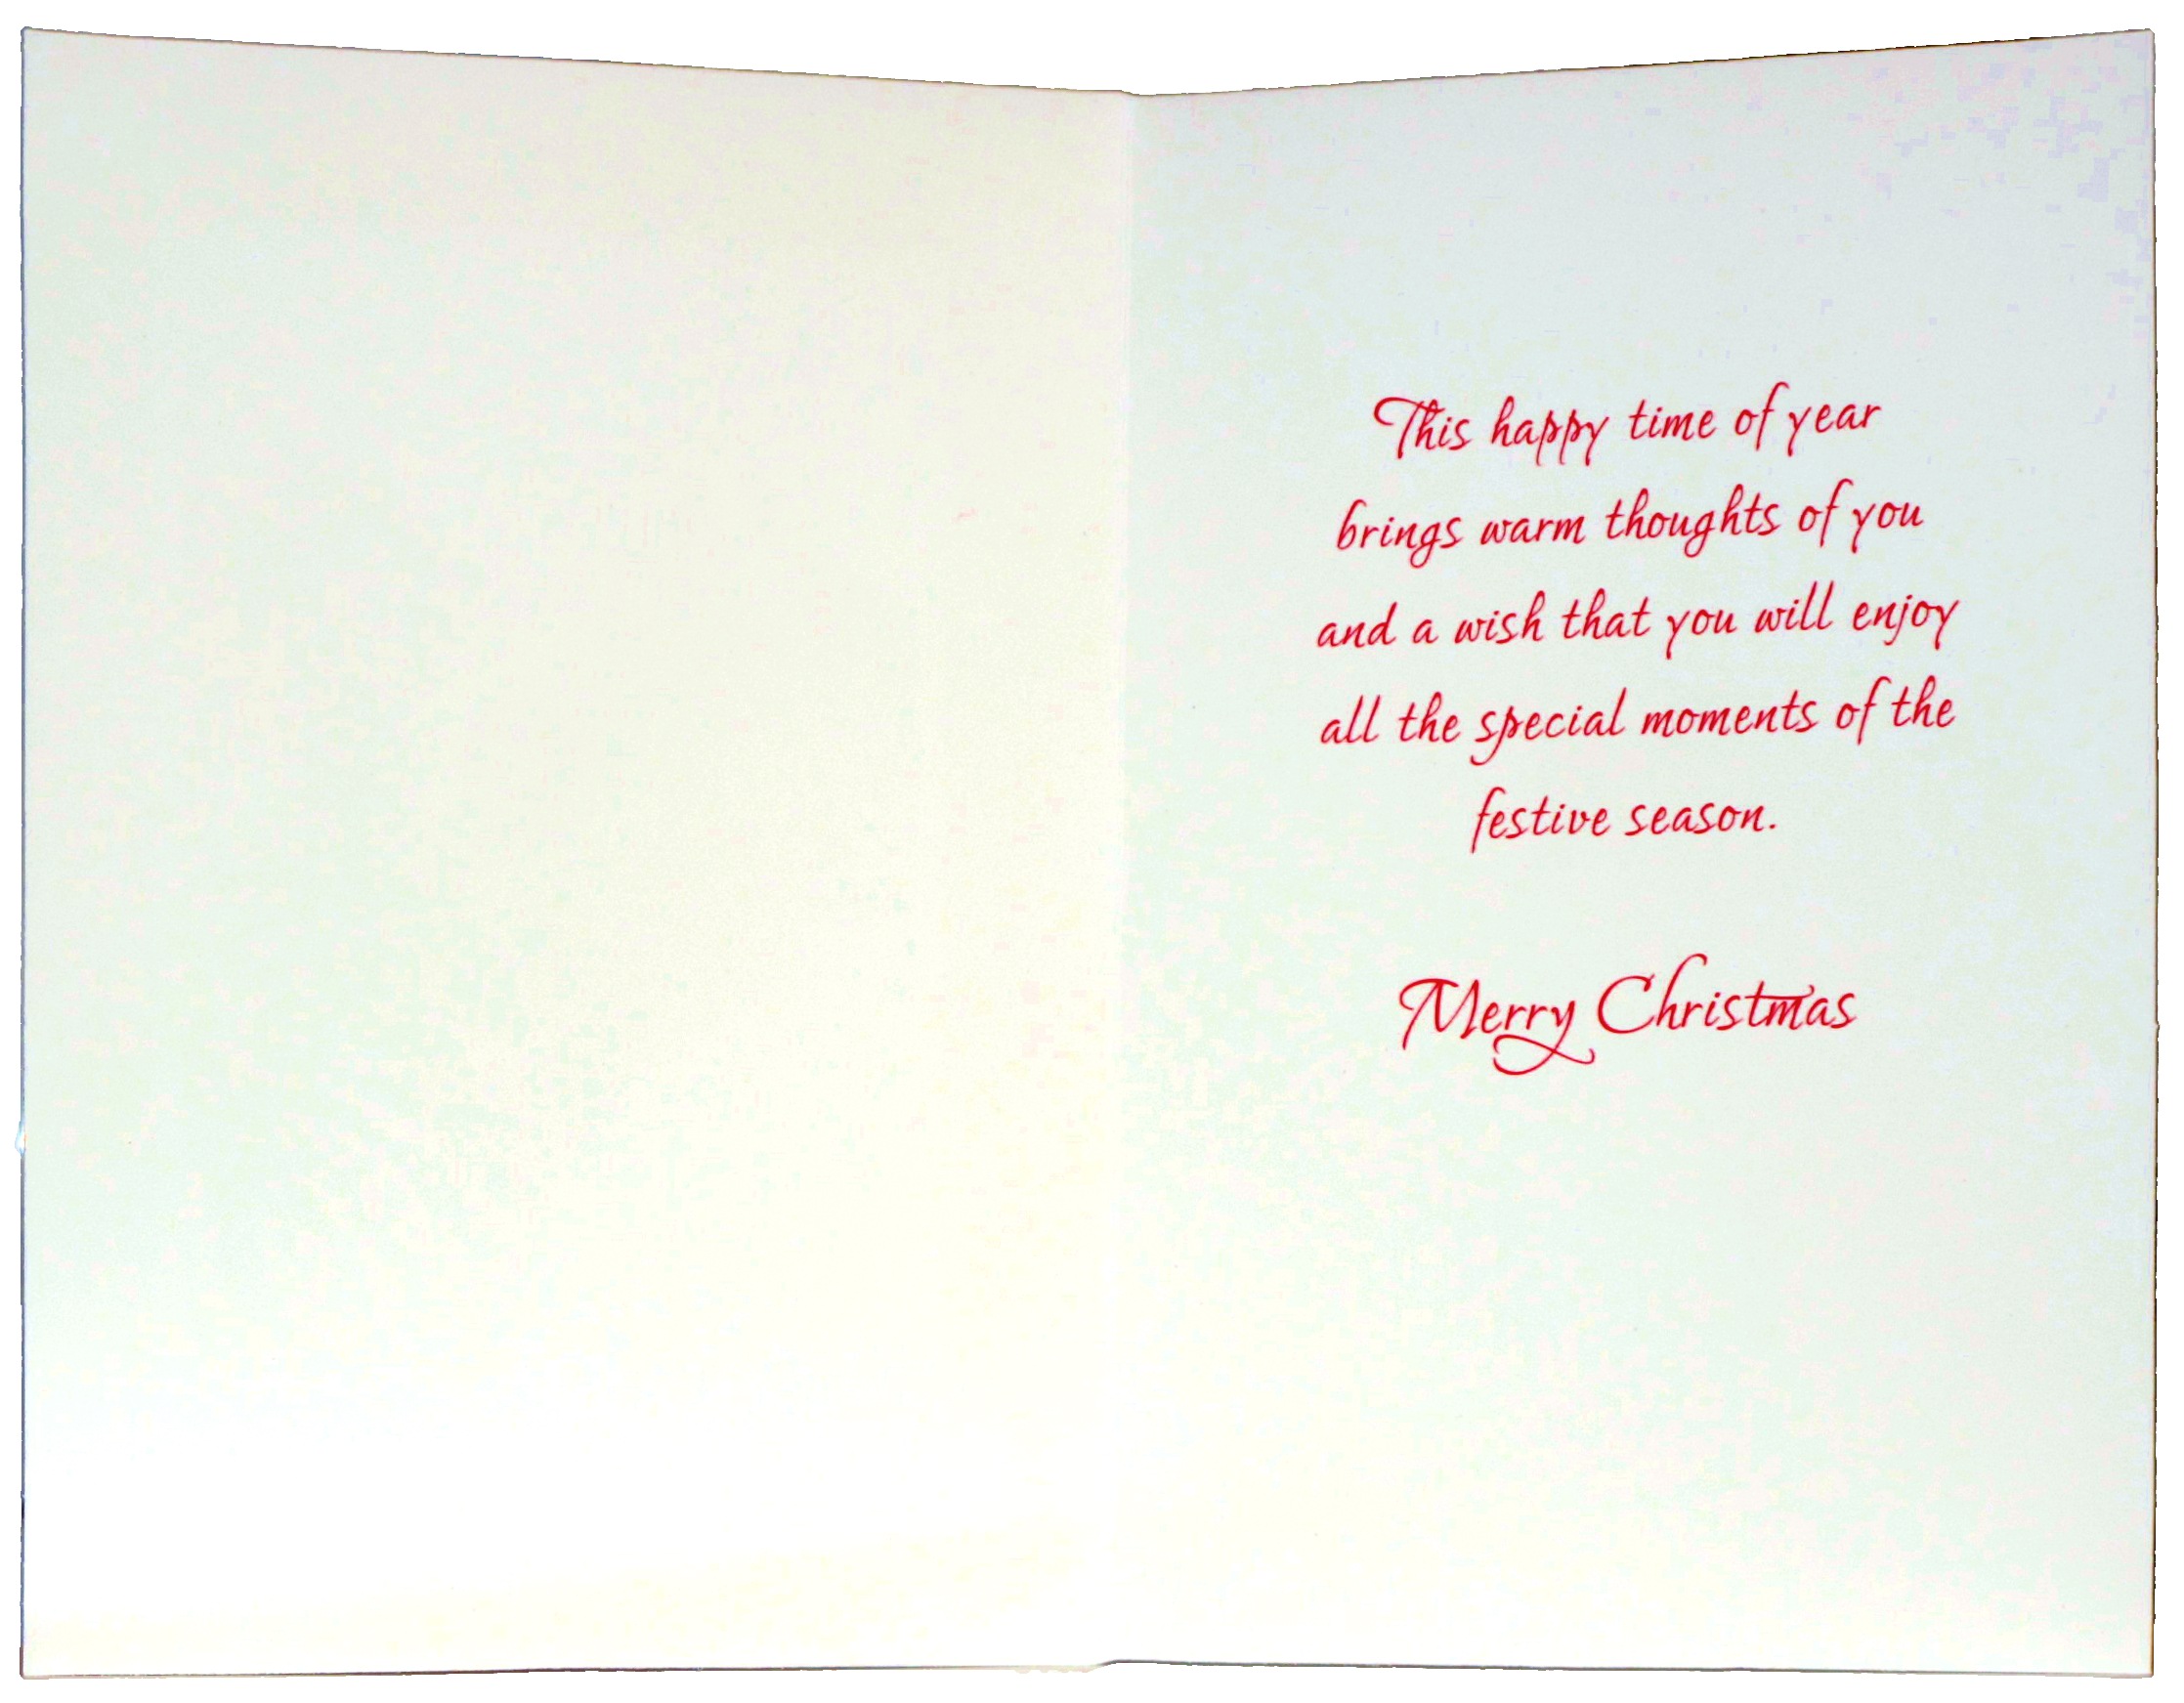 This happy time of year
brings warm thoughts of you
and a wish that you will enjoy
all the special moments of the
festive season.
Merry Christmas